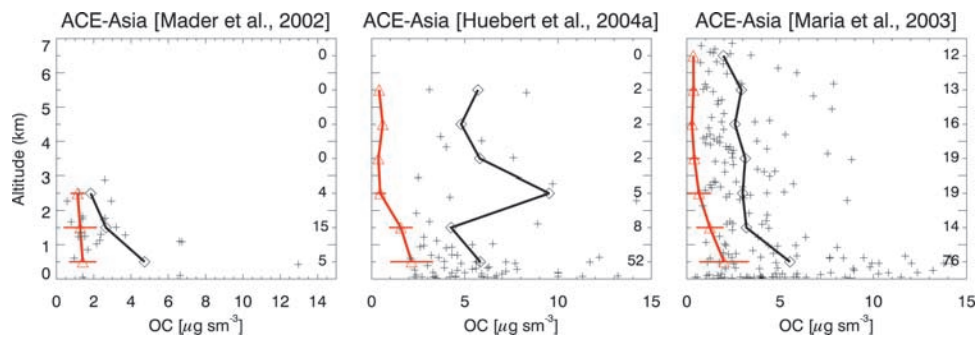 ACE-Asia [Mader et al., 2002]
7
6
5
4
3
2
1
0
Altitude (km)
0
0
0
0
4
15
5
0 2 4 6 8 10 12 14
OC [μg sm⁻³]
ACE-Asia [Huebert et al., 2004a]
0
2
2
2
5
8
52
0 5 10 15
OC [μg sm⁻³]
ACE-Asia [Maria et al., 2003]
12
13
16
19
19
14
76
0 5 10 15
OC [μg sm⁻³]